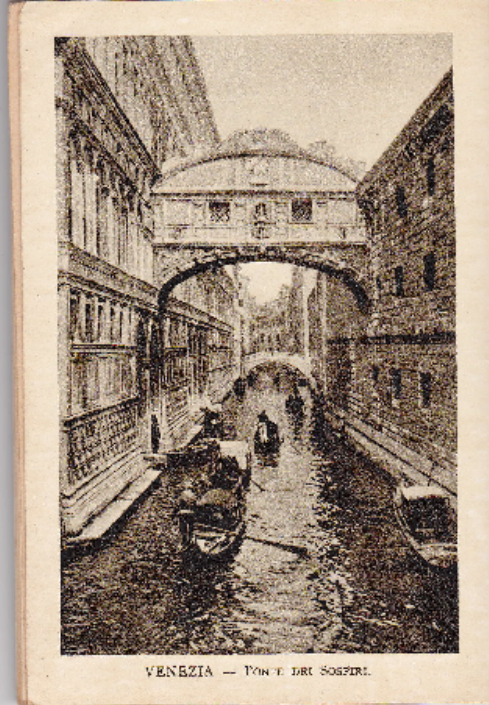 VENEZIA — PONTE DEI SOSPIRI.